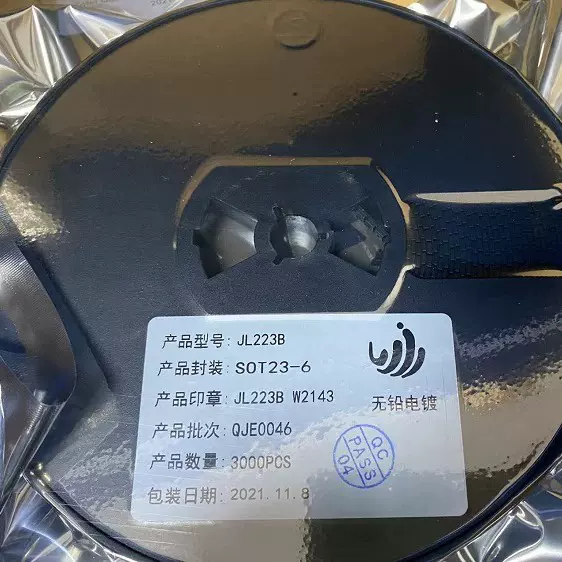 产品型号: JL223B
产品封装: SOT23-6
产品印章: JL223B W2143
无铅电镀
产品批次: QJE0046
产品数量: 3000PCS
QC
PASS
04
包装日期: 2021.11.8